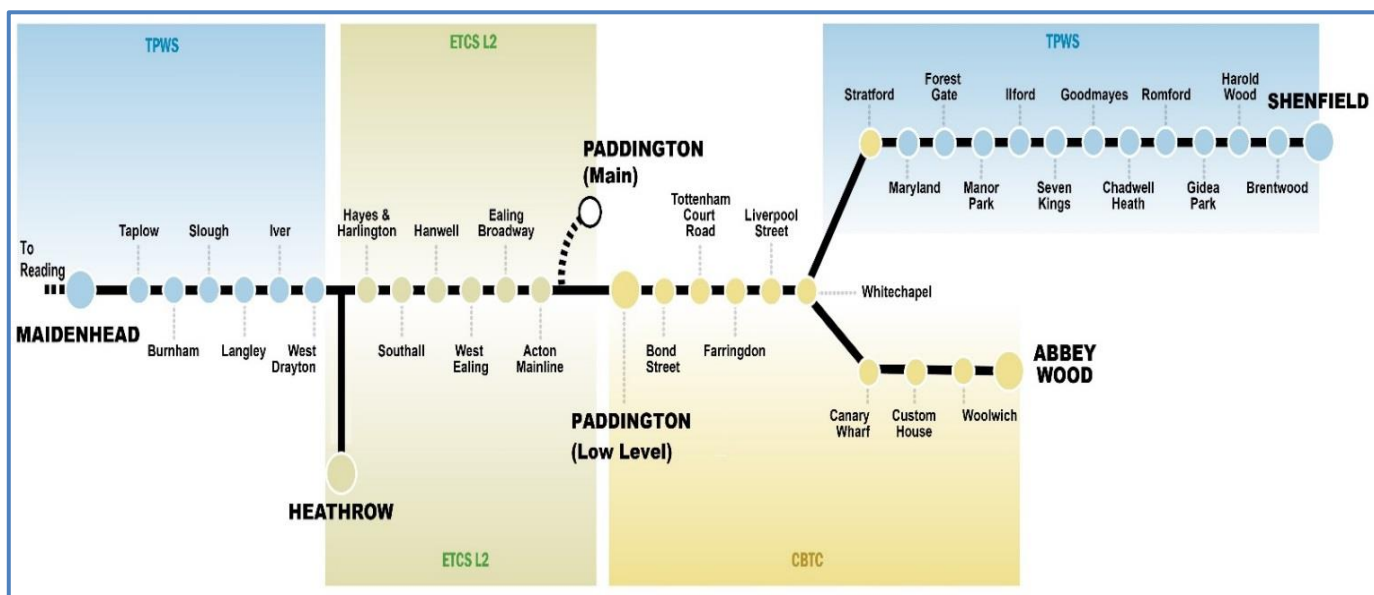 TPWS
ETCS L2
TPWS
Stratford
Forest
Gate
Ilford
Goodmayes
Romford
Harold
Wood
SHENFIELD
Maryland
Manor
Park
Seven
Kings
Chadwell
Heath
Gidea
Park
Brentwood
PADDINGTON
(Main)
To
Reading
Taplow
Slough
Iver
Hayes &
Harlington
Hanwell
Ealing
Broadway
Tottenham
Court
Road
Liverpool
Street
Whitechapel
MAIDENHEAD
Burnham
Langley
West
Drayton
Southall
West
Ealing
Acton
Mainline
Bond
Street
Farringdon
ABBEY
WOOD
PADDINGTON
(Low Level)
Canary
Wharf
Custom
House
Woolwich
HEATHROW
ETCS L2
CBTC